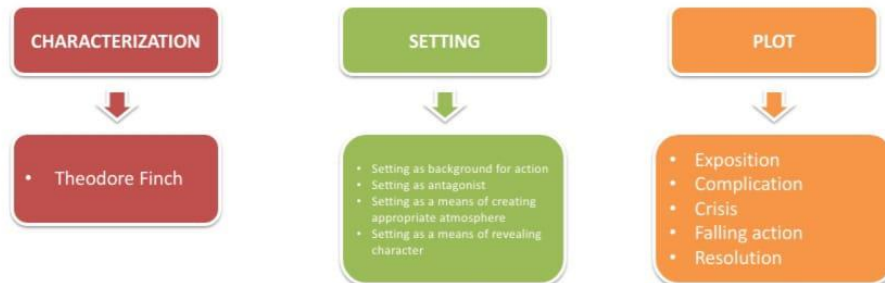 CHARACTERIZATION
• Theodore Finch
SETTING
• Setting as background for action
• Setting as antagonist
• Setting as a means of creating
appropriate atmosphere
• Setting as a means of revealing
character
PLOT
• Exposition
• Complication
• Crisis
• Falling action
• Resolution